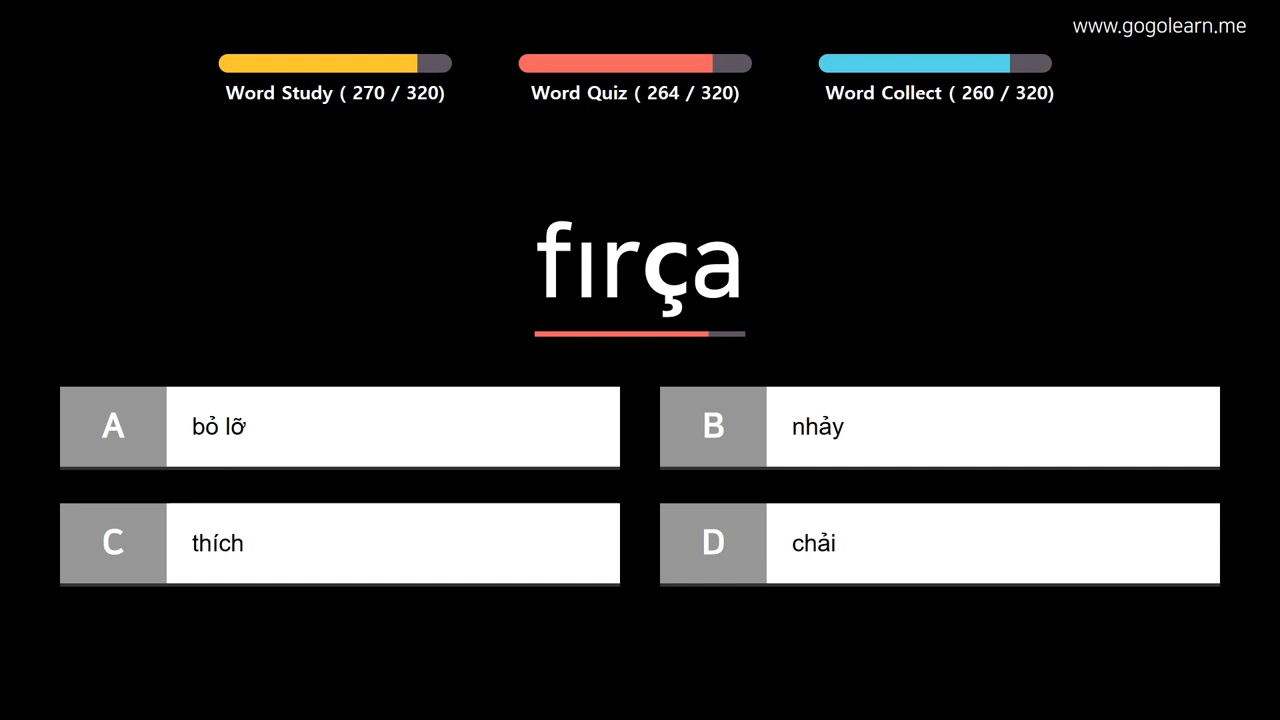 www.gogolearn.me
Word Study ( 270 / 320)
Word Quiz ( 264 / 320)
Word Collect ( 260 / 320)
fırça
A bỏ lỡ
B nhảy
C thích
D chải